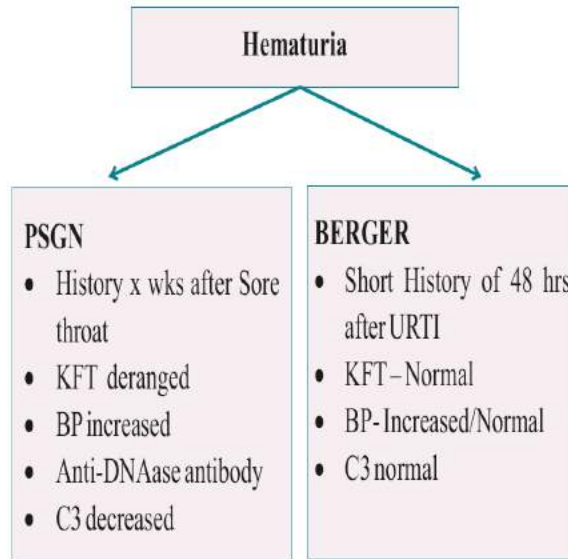 Hematuria
PSGN
• History x wks after Sore
throat
• KFT deranged
• BP increased
• Anti-DNAase antibody
• C3 decreased
BERGER
• Short History of 48 hrs
after URTI
• KFT – Normal
• BP- Increased/Normal
• C3 normal